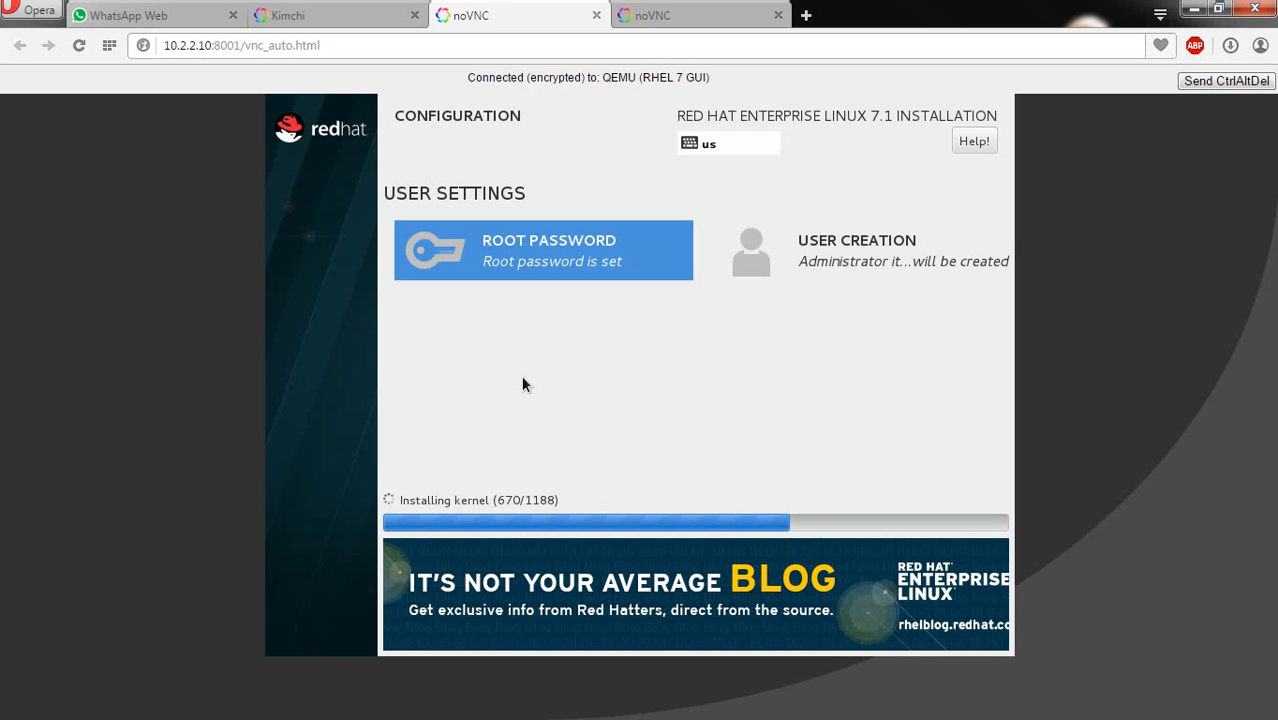 Opera
WhatsApp Web
Kimchi
noVNC
noVNC
10.2.2.10:8001/vnc_auto.html
ABP
Connected (encrypted) to: QEMU (RHEL 7 GUI)
Send CtrlAltDel
redhat.
CONFIGURATION
RED HAT ENTERPRISE LINUX 7.1 INSTALLATION
us
Help!
USER SETTINGS
ROOT PASSWORD
Root password is set
USER CREATION
Administrator it...will be created
Installing kernel (670/1188)
IT'S NOT YOUR AVERAGE BLOG
Get exclusive info from Red Hatters, direct from the source.
RED HAT
ENTERPRISE
LINUX
rhelblog.redhat.co